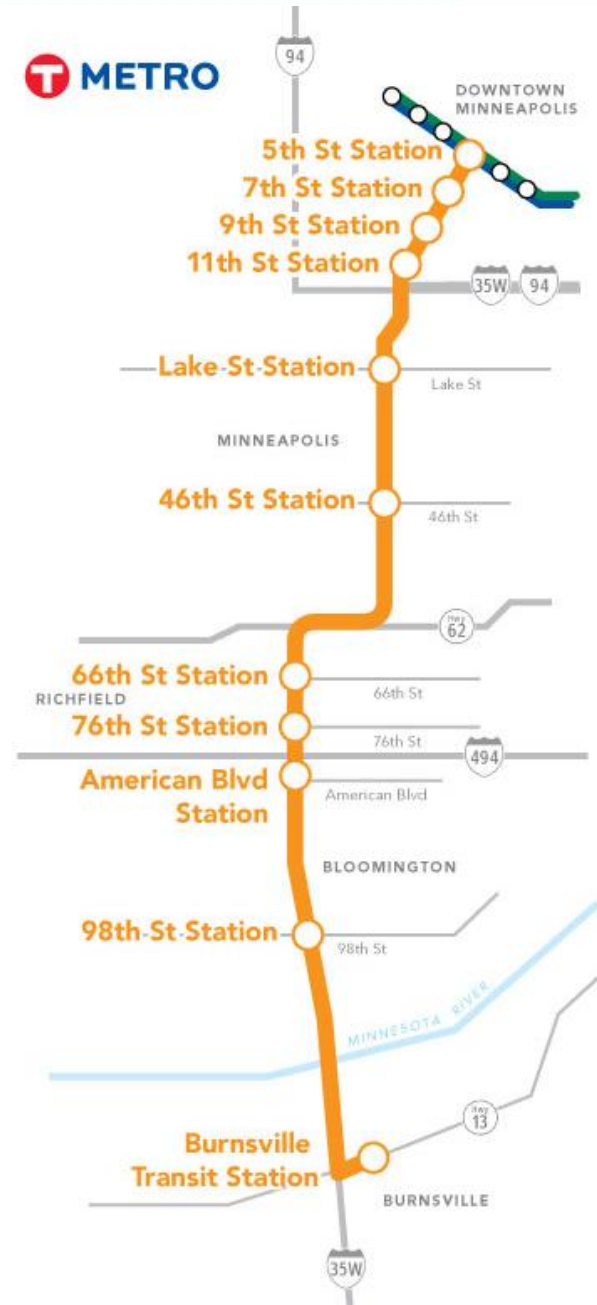 94
T METRO
DOWNTOWN
MINNEAPOLIS
5th St Station
7th St Station
9th St Station
11th St Station
35W
94
Lake St Station
Lake St
MINNEAPOLIS
46th St Station
46th St
Hwy
62
66th St Station
66th St
RICHFIELD
76th St Station
76th St
494
American Blvd
Station
American Blvd
BLOOMINGTON
98th St Station
98th St
MINNESOTA RIVER
Hwy
13
Burnsville
Transit Station
BURNSVILLE
35W